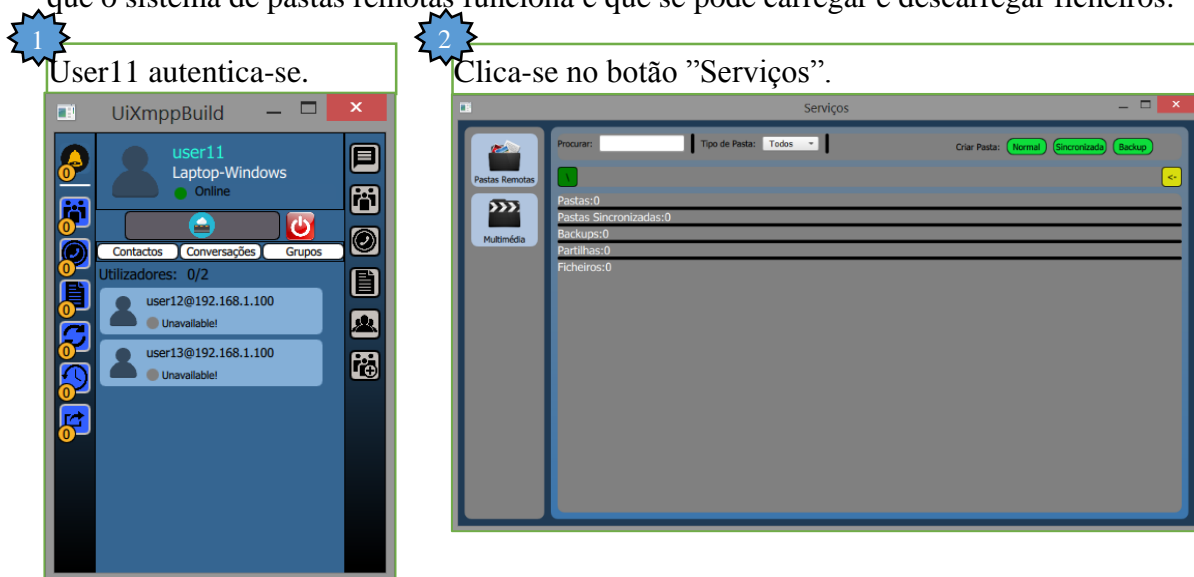 que o sistema de pastas remotas funciona e que se pode carregar e descarregar ficheiros.
1
User11 autentica-se.
UiXmppBuild
user11
Laptop-Windows
Online
Contactos
Conversações
Grupos
Utilizadores: 0/2
user12@192.168.1.100
Unavailable!
user13@192.168.1.100
Unavailable!
0
0
0
0
0
0
0
2
Clica-se no botão ”Serviços”.
Serviços
Pastas Remotas
Multimédia
Procurar:
Tipo de Pasta: Todos
Criar Pasta: Normal Sincronizada Backup
\
<-
Pastas:0
Pastas Sincronizadas:0
Backups:0
Partilhas:0
Ficheiros:0